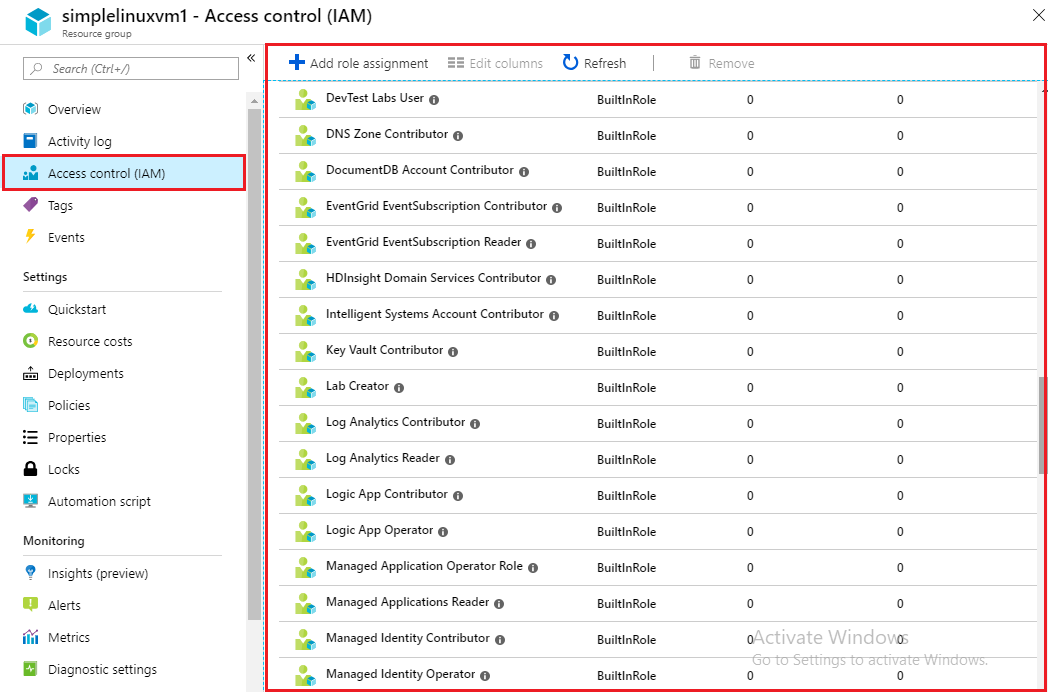 simplelinuxvm1 - Access control (IAM)
Resource group
Search (Ctrl+/)
«
Overview
Activity log
Access control (IAM)
Tags
Events
Settings
Quickstart
Resource costs
Deployments
Policies
Properties
Locks
Automation script
Monitoring
Insights (preview)
Alerts
Metrics
Diagnostic settings
Add role assignment Edit columns Refresh Remove
DevTest Labs User BuiltInRole 0 0
DNS Zone Contributor BuiltInRole 0 0
DocumentDB Account Contributor BuiltInRole 0 0
EventGrid EventSubscription Contributor BuiltInRole 0 0
EventGrid EventSubscription Reader BuiltInRole 0 0
HDInsight Domain Services Contributor BuiltInRole 0 0
Intelligent Systems Account Contributor BuiltInRole 0 0
Key Vault Contributor BuiltInRole 0 0
Lab Creator BuiltInRole 0 0
Log Analytics Contributor BuiltInRole 0 0
Log Analytics Reader BuiltInRole 0 0
Logic App Contributor BuiltInRole 0 0
Logic App Operator BuiltInRole 0 0
Managed Application Operator Role BuiltInRole 0 0
Managed Applications Reader BuiltInRole 0 0
Managed Identity Contributor BuiltInRole 0 0
Managed Identity Operator BuiltInRole 0 0
Activate Windows
Go to Settings to activate Windows.